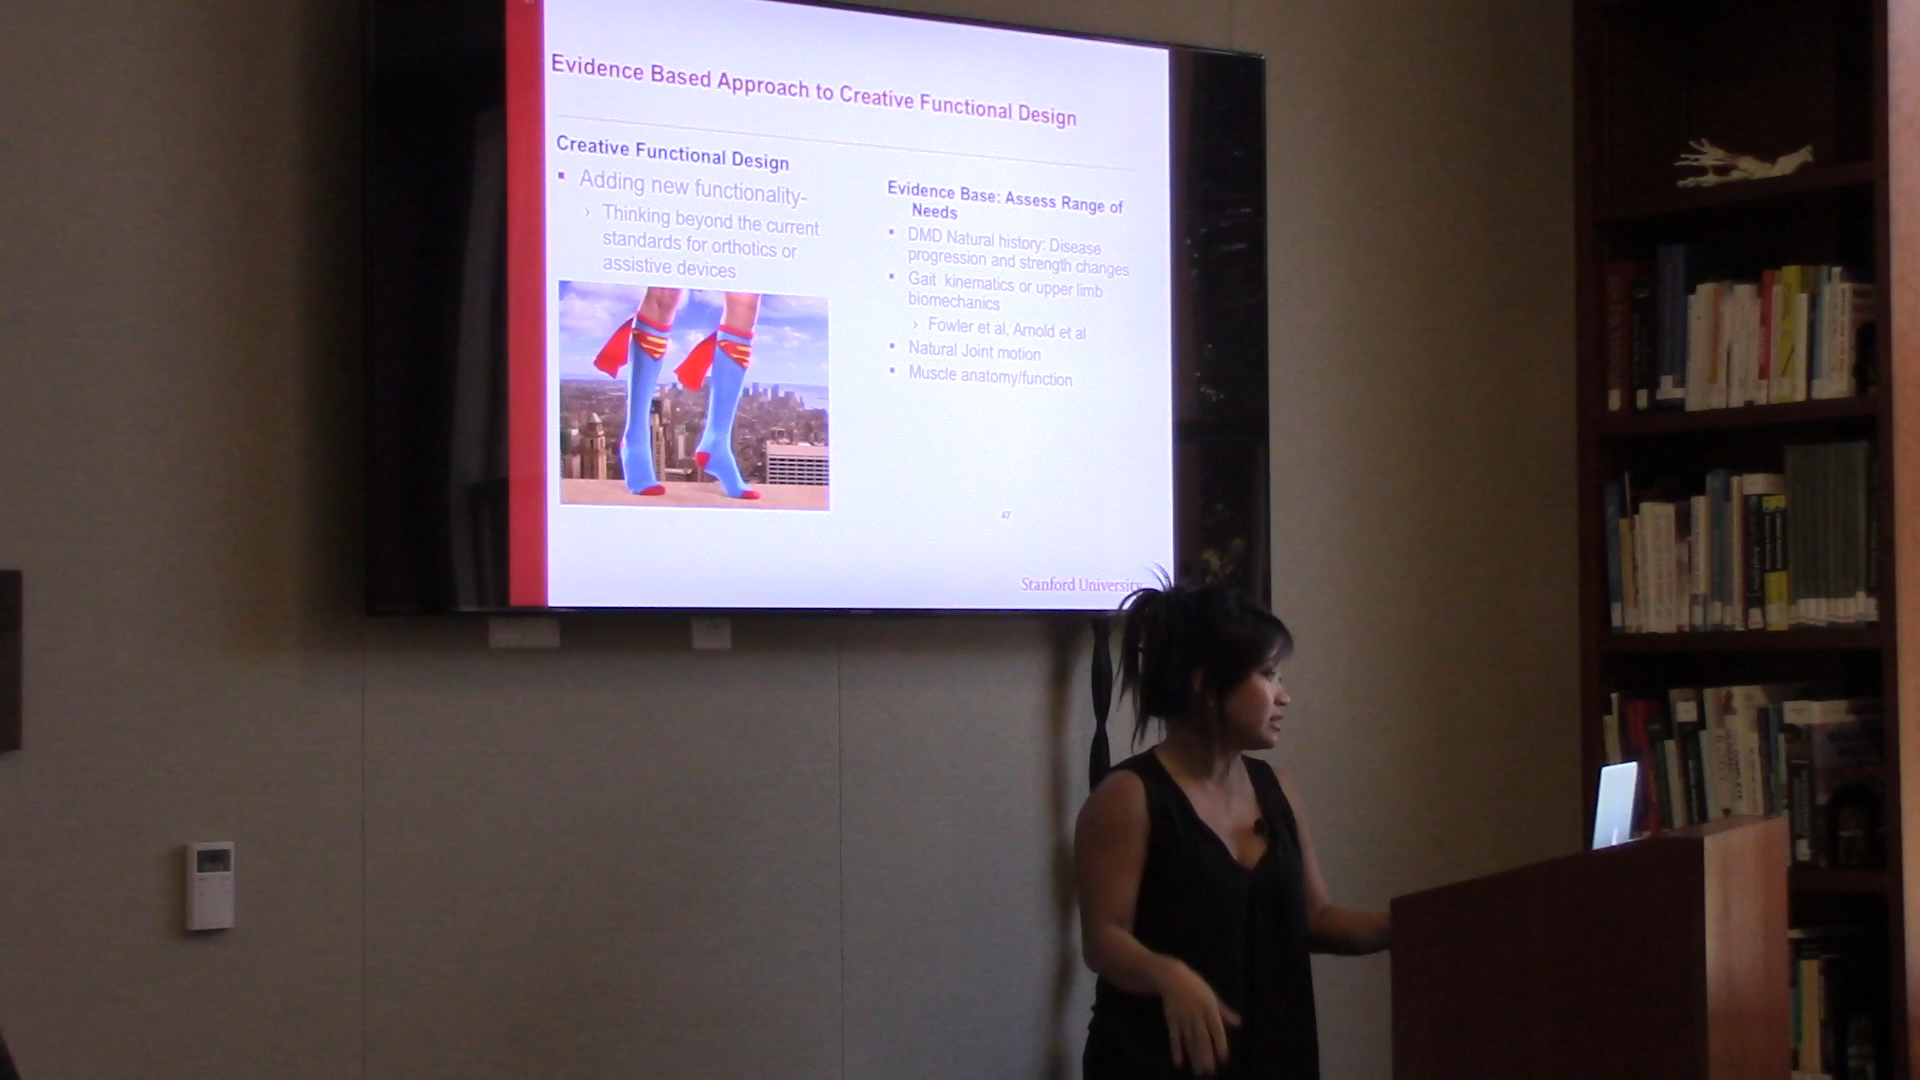 Evidence Based Approach to Creative Functional Design
Creative Functional Design
Adding new functionality-
Thinking beyond the current
standards for orthotics or
assistive devices
Evidence Base: Assess Range of
Needs
DMD Natural history: Disease
progression and strength changes
Gait kinematics or upper limb
biomechanics
Fowler et al, Arnold et al
Natural Joint motion
Muscle anatomy/function
47
Stanford University